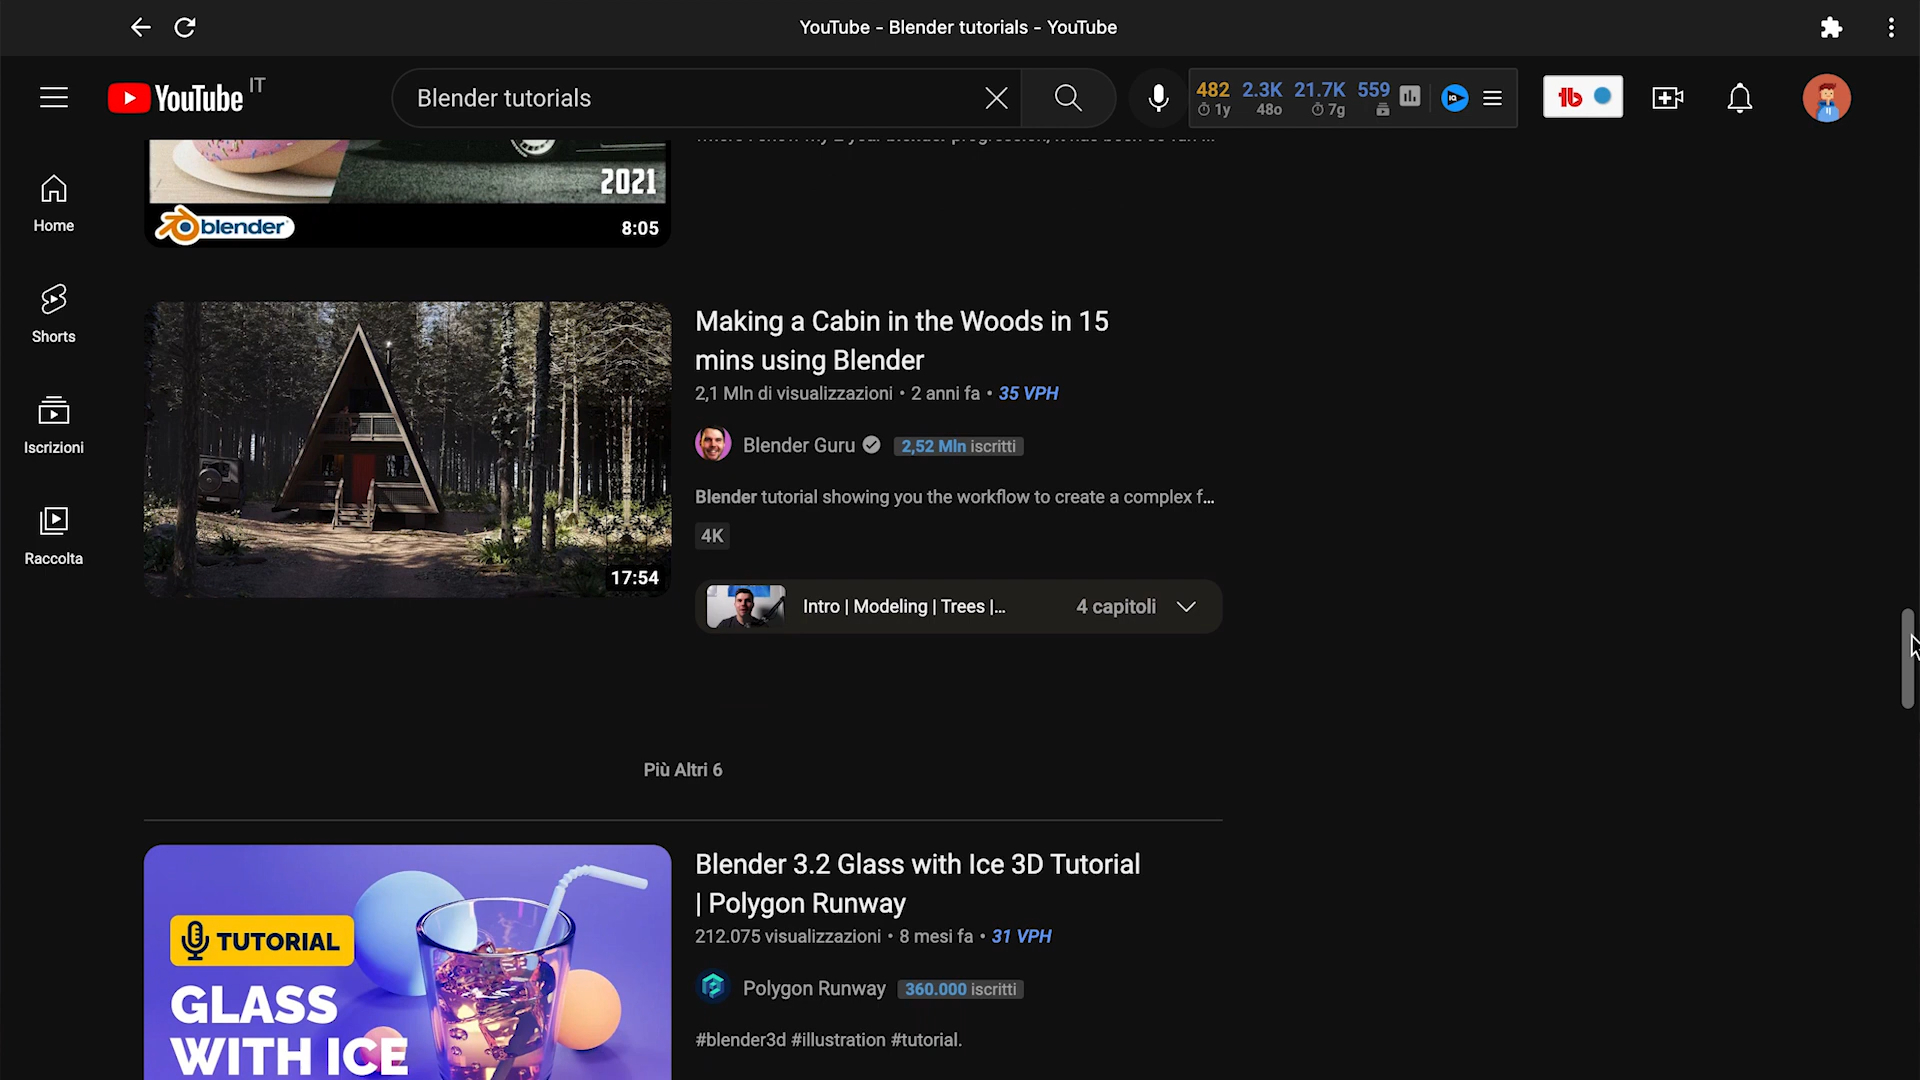 YouTube - Blender tutorials - YouTube
YouTube IT
Blender tutorials
482 2.3K 21.7K 559
1y 48o 7g
Home
Shorts
Iscrizioni
Raccolta
2021
blender
8:05
Making a Cabin in the Woods in 15
mins using Blender
2,1 Mln di visualizzazioni • 2 anni fa • 35 VPH
Blender Guru 2,52 Mln iscritti
Blender tutorial showing you the workflow to create a complex f...
4K
17:54
Intro | Modeling | Trees |... 4 capitoli
Più Altri 6
Blender 3.2 Glass with Ice 3D Tutorial
| Polygon Runway
212.075 visualizzazioni • 8 mesi fa • 31 VPH
Polygon Runway 360.000 iscritti
#blender3d #illustration #tutorial.
TUTORIAL
GLASS
WITH ICE